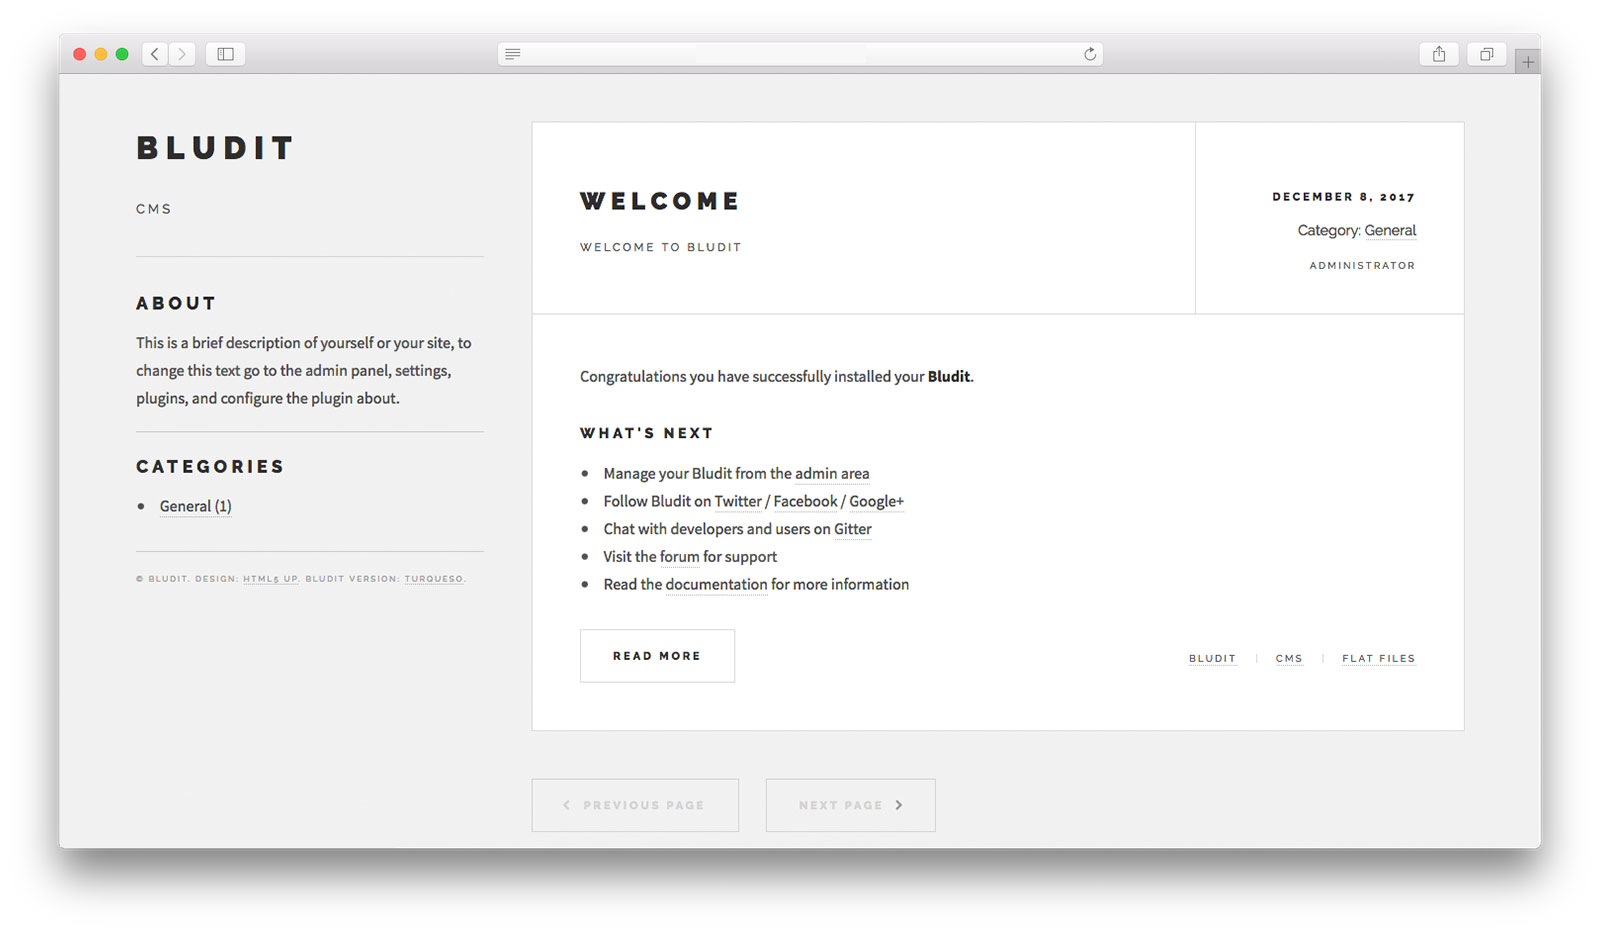 BLUDIT
CMS
ABOUT
This is a brief description of yourself or your site, to
change this text go to the admin panel, settings,
plugins, and configure the plugin about.
CATEGORIES
General (1)
© BLUDIT. DESIGN: HTML5 UP. BLUDIT VERSION: TURQUESO.
WELCOME
WELCOME TO BLUDIT
DECEMBER 8, 2017
Category: General
ADMINISTRATOR
Congratulations you have successfully installed your Bludit.
WHAT'S NEXT
Manage your Bludit from the admin area
Follow Bludit on Twitter / Facebook / Google+
Chat with developers and users on Gitter
Visit the forum for support
Read the documentation for more information
READ MORE
BLUDIT | CMS | FLAT FILES
PREVIOUS PAGE
NEXT PAGE